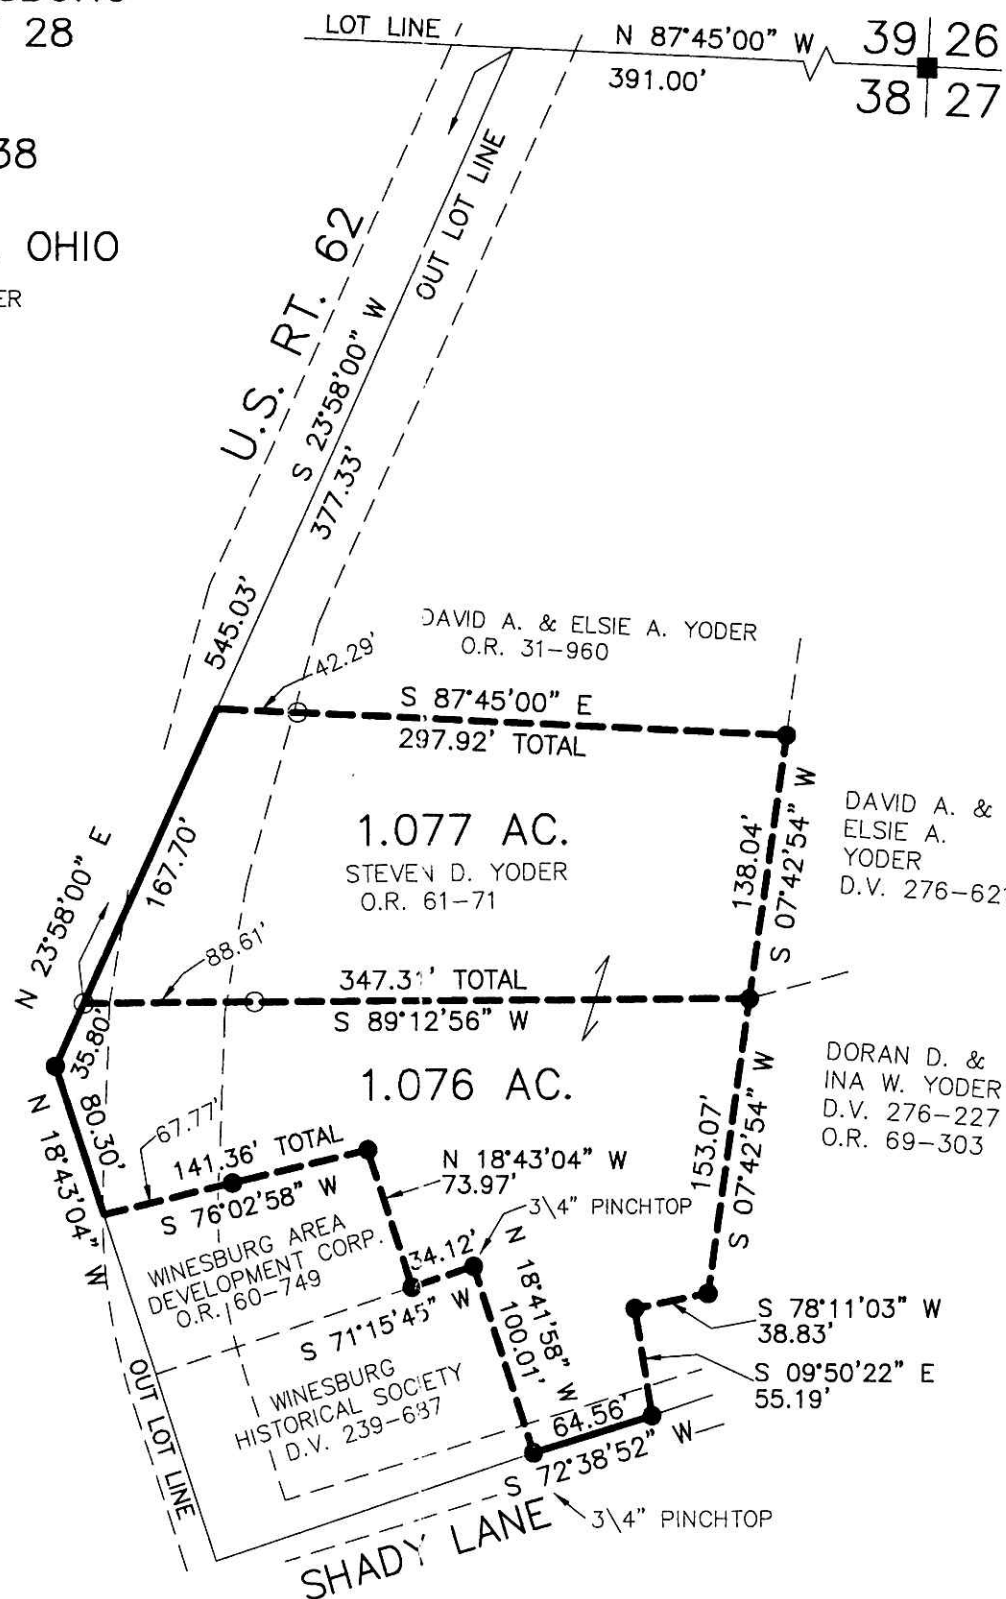 28
38
OHIO
LOT LINE
N 87°45'00" W
391.00'
39 26
38 27
U.S. RT. 62
OUT LOT LINE
S 23°58'00" W
377.33'
545.03'
DAVID A. & ELSIE A. YODER
O.R. 31-960
42.29'
S 87°45'00" E
297.92' TOTAL
1.077 AC.
STEVEN D. YODER
O.R. 61-71
167.70'
N 23°58'00" E
138.04'
S 07°42'54" W
DAVID A. &
ELSIE A.
YODER
D.V. 276-621
88.61'
347.31' TOTAL
S 89°12'56" W
35.80'
1.076 AC.
DORAN D. &
INA W. YODER
D.V. 276-227
O.R. 69-303
80.30'
N 18°43'04" W
67.77'
141.36' TOTAL
S 76°02'58" W
N 18°43'04" W
73.97'
3\4" PINCHTOP
153.07'
S 07°42'54" W
WINESBURG AREA
DEVELOPMENT CORP.
O.R. 60-749
34.12'
S 71°15'45" W
N 18°41'58" W
100.01'
S 78°11'03" W
38.83'
S 09°50'22" E
55.19'
WINESBURG
HISTORICAL SOCIETY
D.V. 239-687
64.56'
S 72°38'52" W
OUT LOT LINE
3\4" PINCHTOP
SHADY LANE